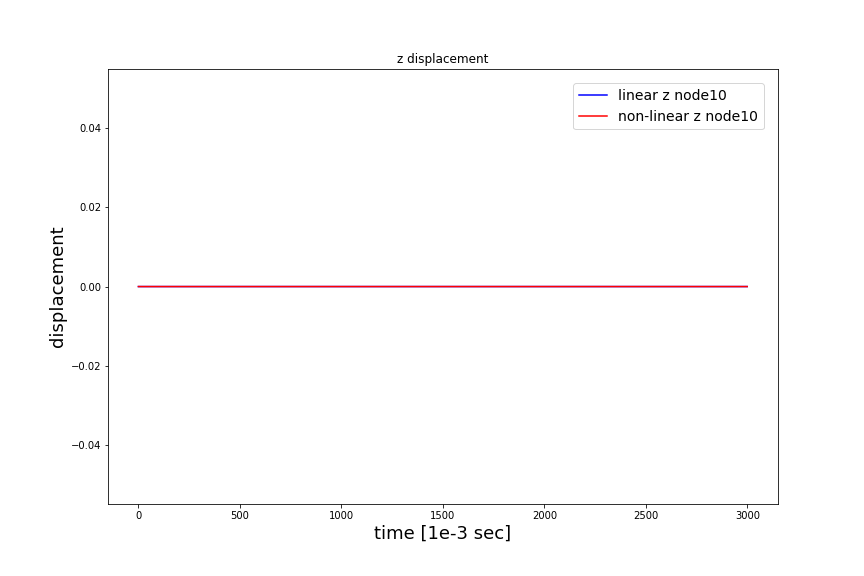 z displacement
linear z node10
non-linear z node10
0.04
0.02
0.00
−0.02
−0.04
displacement
0 500 1000 1500 2000 2500 3000
time [1e-3 sec]